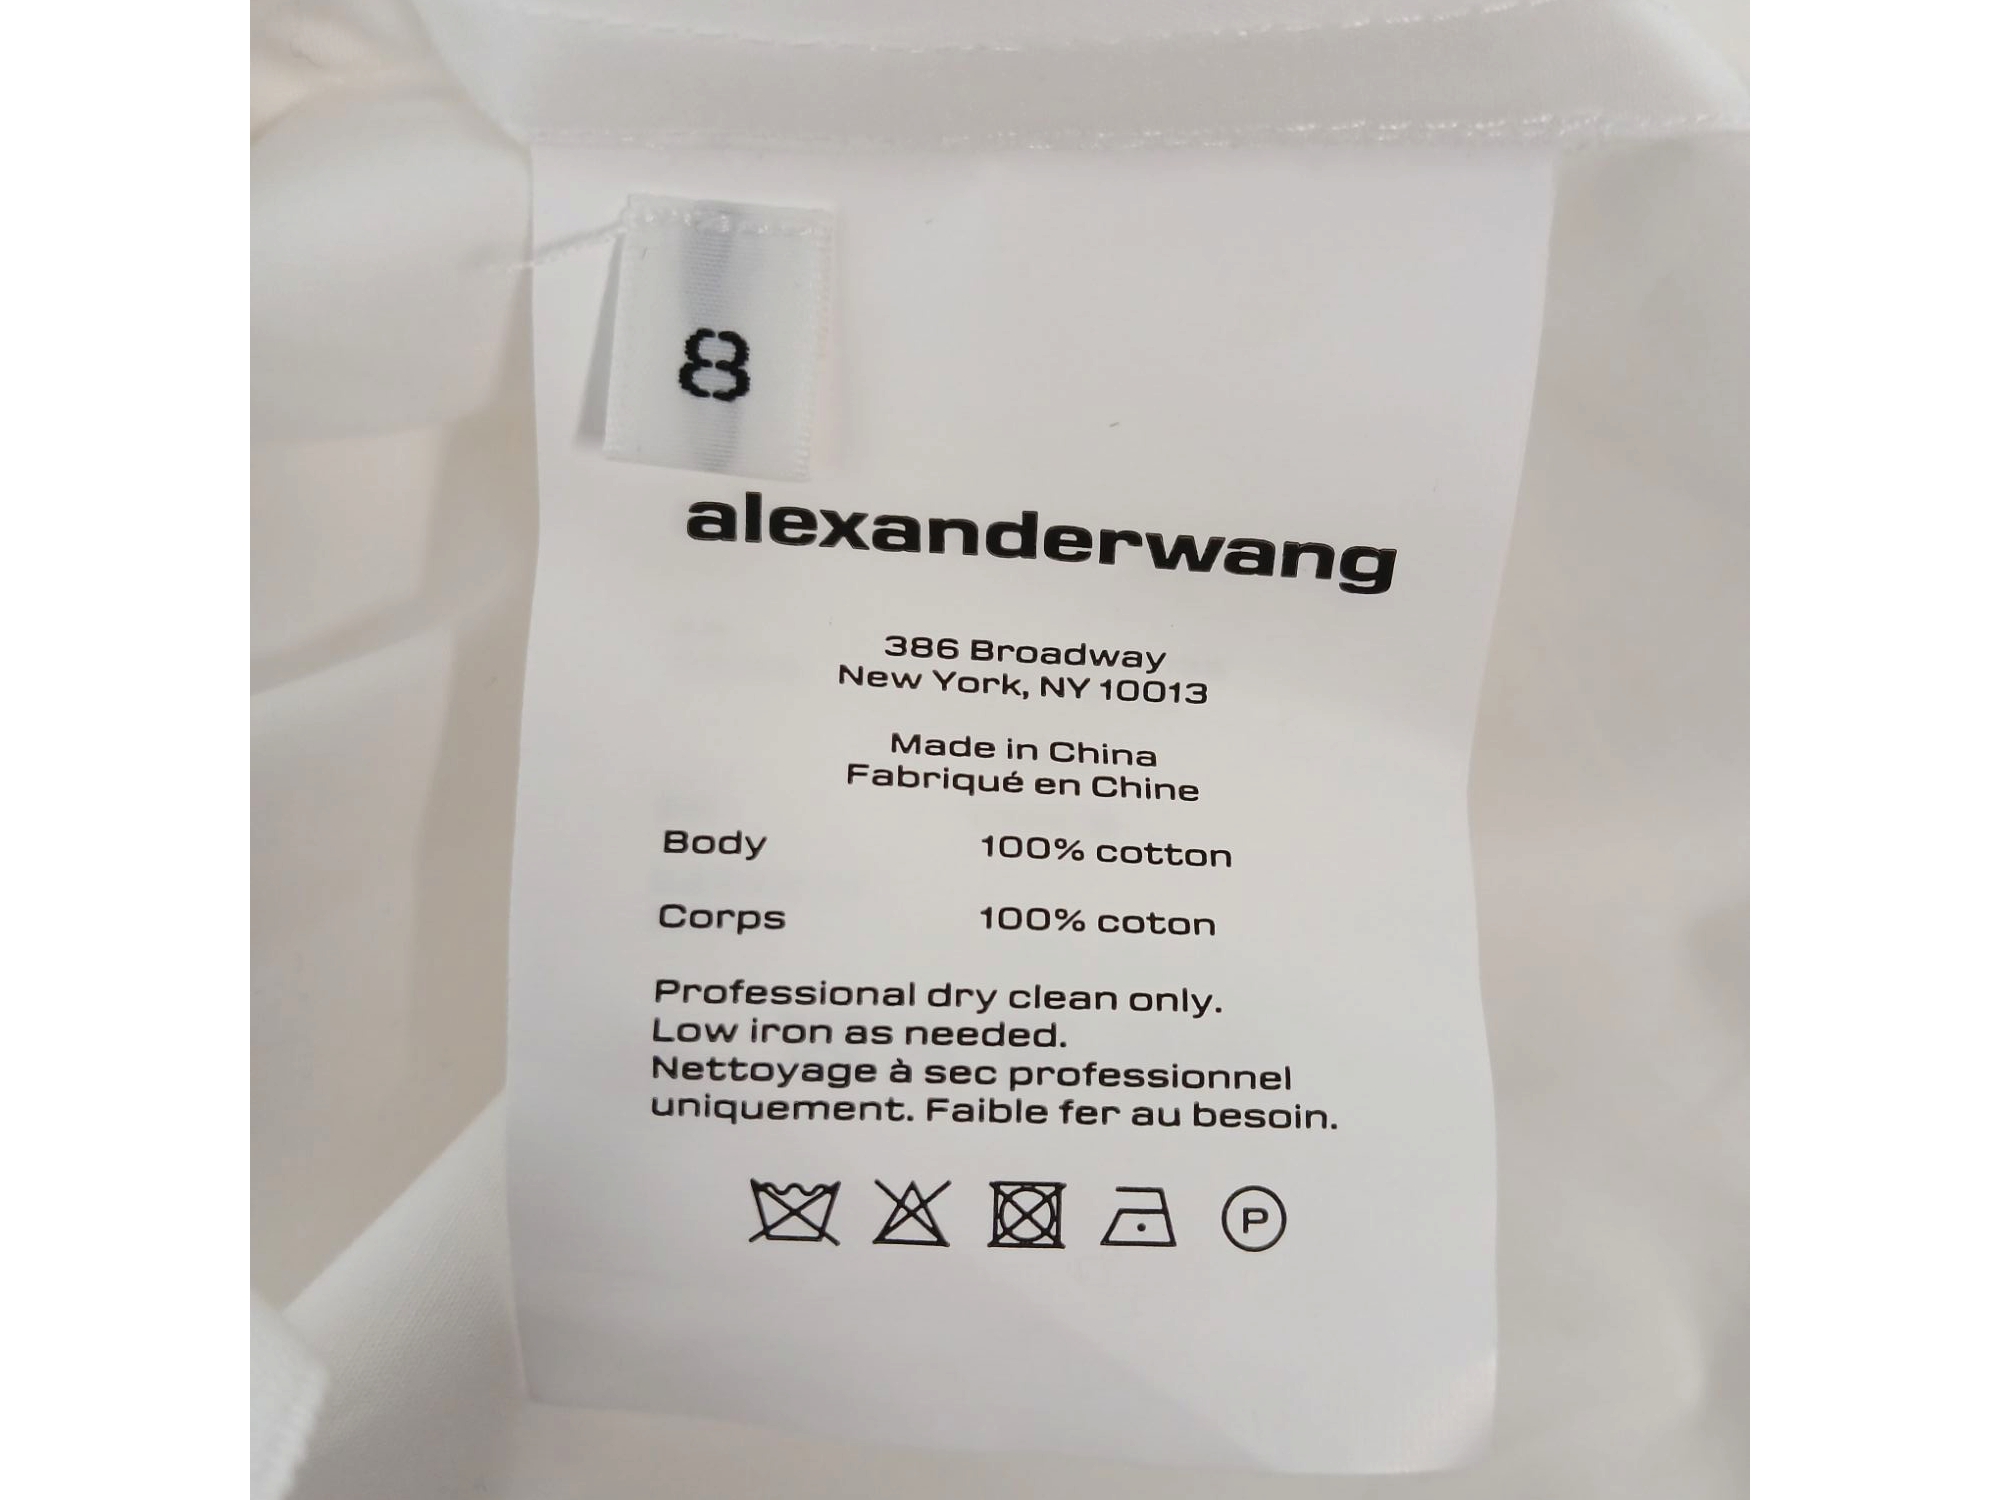 8
alexanderwang
386 Broadway
New York, NY 10013
Made in China
Fabriqué en Chine
Body 100% cotton
Corps 100% coton
Professional dry clean only.
Low iron as needed.
Nettoyage à sec professionnel
uniquement. Faible fer au besoin.
P